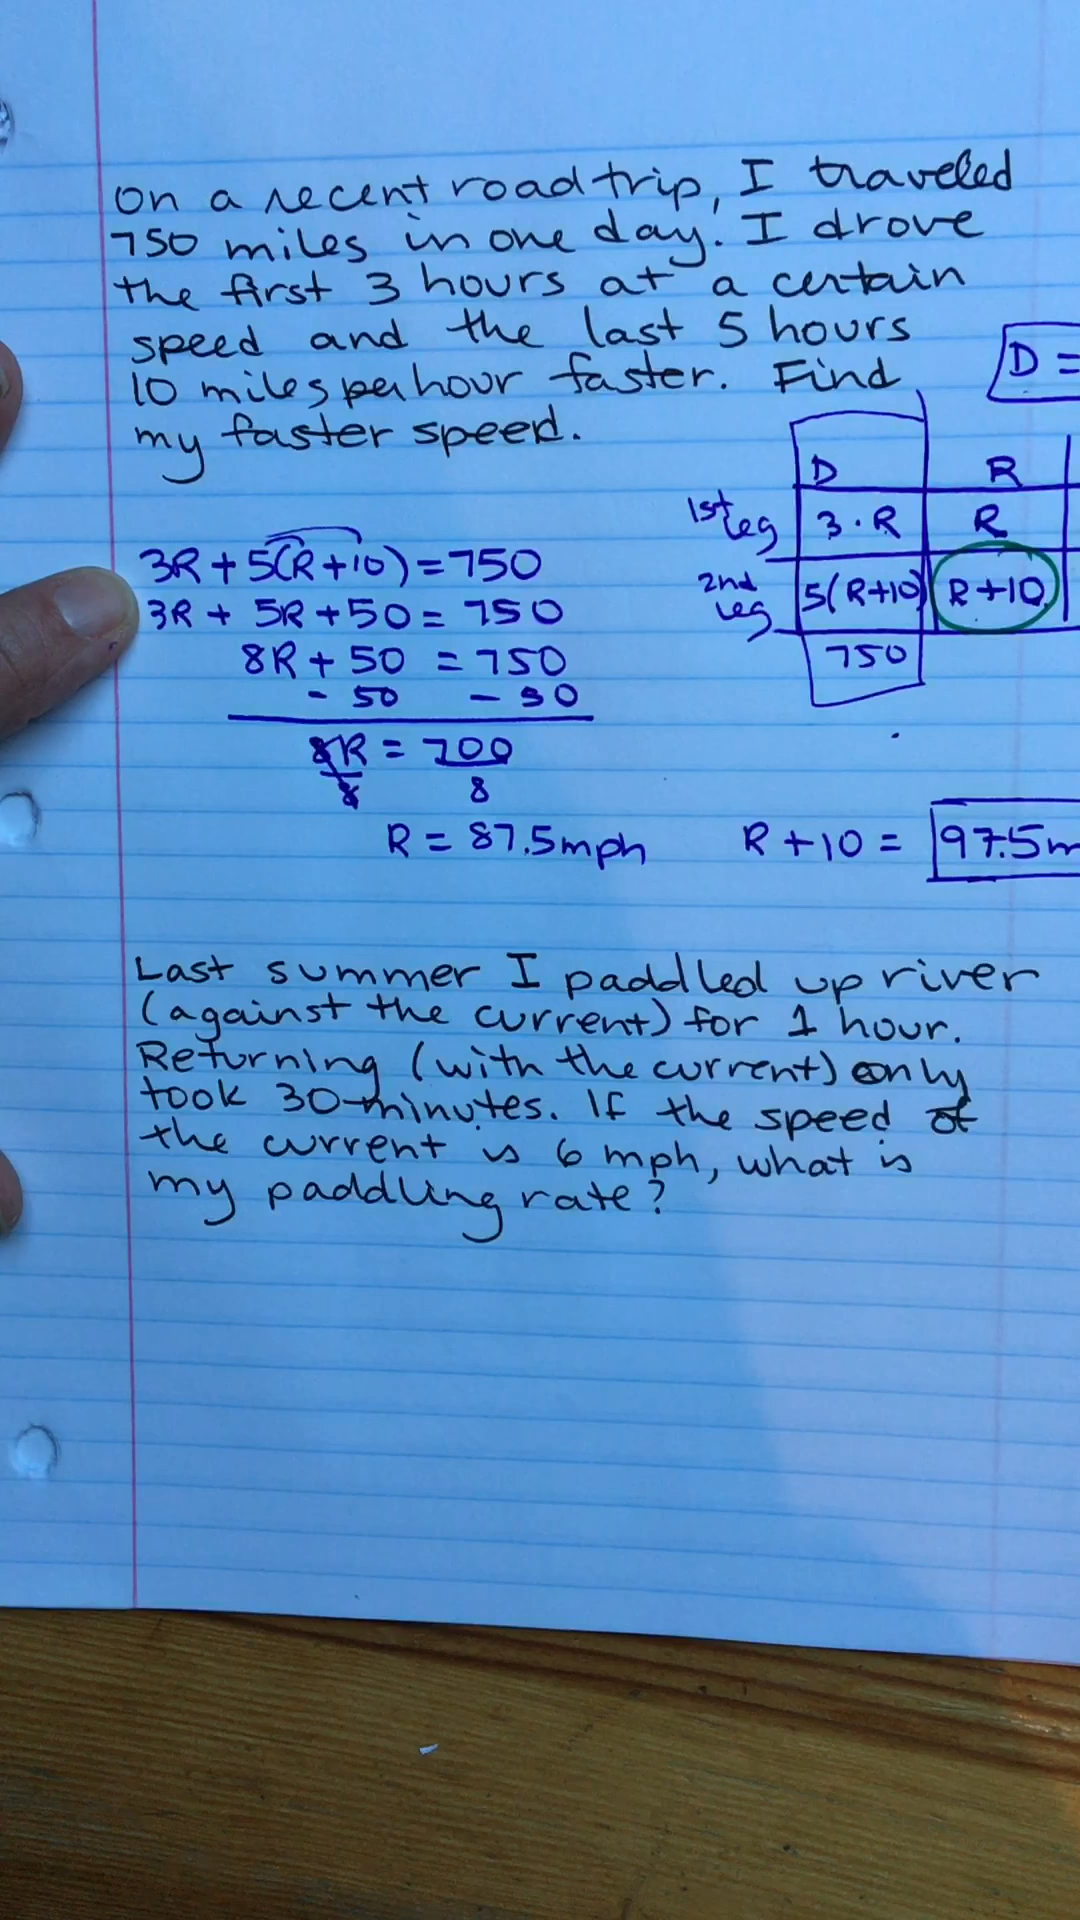 on a recent road trip, I traveled
750 miles in one day. I drove
the first 3 hours at a certain
speed and the last 5 hours
10 miles per hour faster. Find
my faster speed.
D =
D R
1st leg 3·R R
2nd leg 5(R+10) R+10
750
3R+5(R+10)=750
3R + 5R+50 = 750
8R + 50 = 750
- 50 - 50
8R = 700
8 8
R = 87.5mph R+10 = 97.5m
Last summer I paddled up river
(against the current) for 1 hour.
Returning (with the current) only
took 30 minutes. If the speed of
the current is 6 mph, what is
my paddling rate?